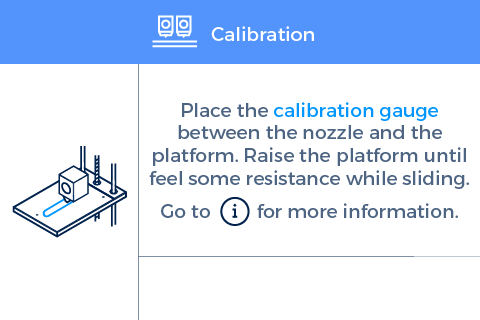 Calibration
Place the calibration gauge
between the nozzle and the
platform. Raise the platform until
feel some resistance while sliding.
Go to i for more information.